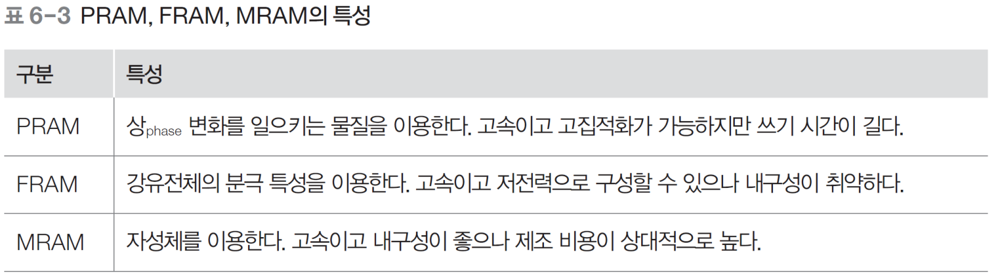 표 6-3 PRAM, FRAM, MRAM의 특성
구분 특성
PRAM 상phase 변화를 일으키는 물질을 이용한다. 고속이고 고집적화가 가능하지만 쓰기 시간이 길다.
FRAM 강유전체의 분극 특성을 이용한다. 고속이고 저전력으로 구성할 수 있으나 내구성이 취약하다.
MRAM 자성체를 이용한다. 고속이고 내구성이 좋으나 제조 비용이 상대적으로 높다.